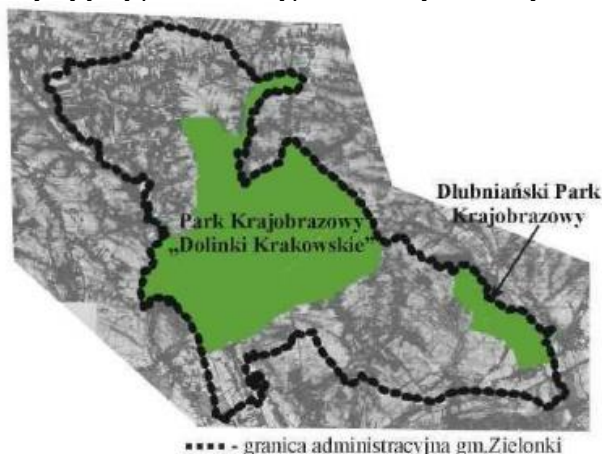 Dłubniański Park
Krajobrazowy
Park Krajobrazowy
„Dolinki Krakowskie”
- granica administracyjna gm.Zielonki